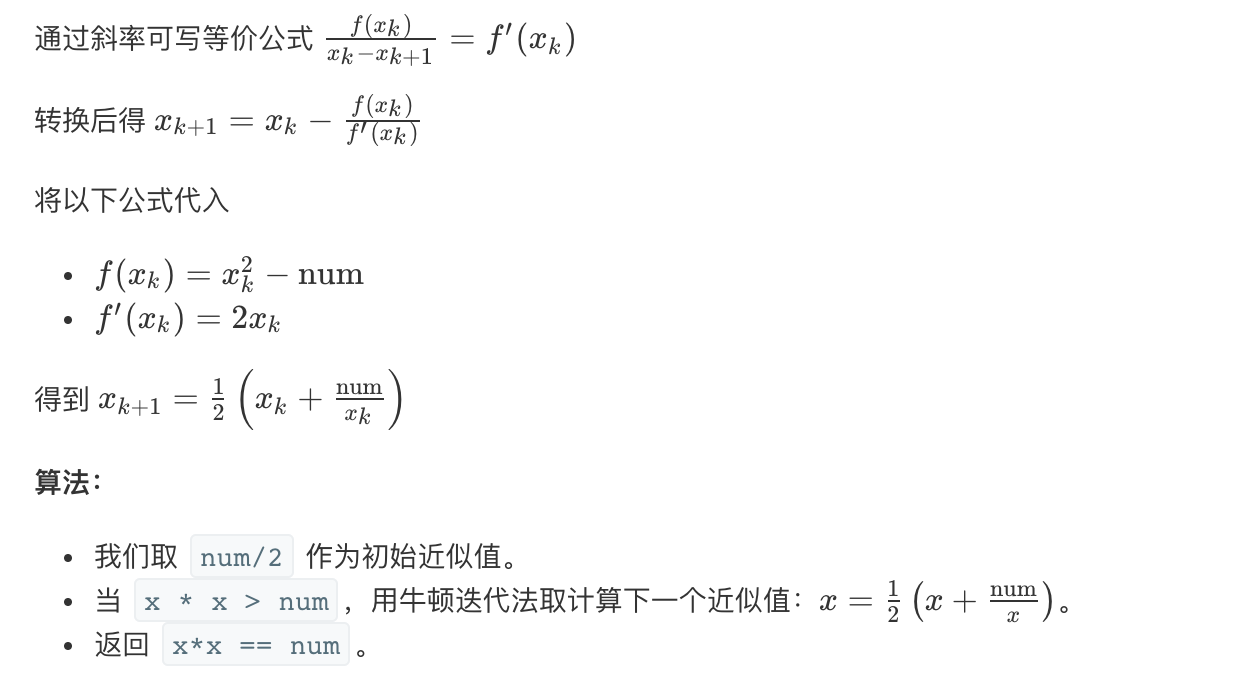 通过斜率可写等价公式 $\frac{f(x_k)}{x_k-x_{k+1}} = f'(x_k)$
转换后得 $x_{k+1} = x_k - \frac{f(x_k)}{f'(x_k)}$
将以下公式代入
• $f(x_k) = x_k^2 - \mathrm{num}$
• $f'(x_k) = 2x_k$
得到 $x_{k+1} = \frac{1}{2}\left(x_k + \frac{\mathrm{num}}{x_k}\right)$
算法：
• 我们取 num/2 作为初始近似值。
• 当 x * x > num ，用牛顿迭代法取计算下一个近似值：$x = \frac{1}{2}\left(x + \frac{\mathrm{num}}{x}\right)$。
• 返回 x*x == num 。